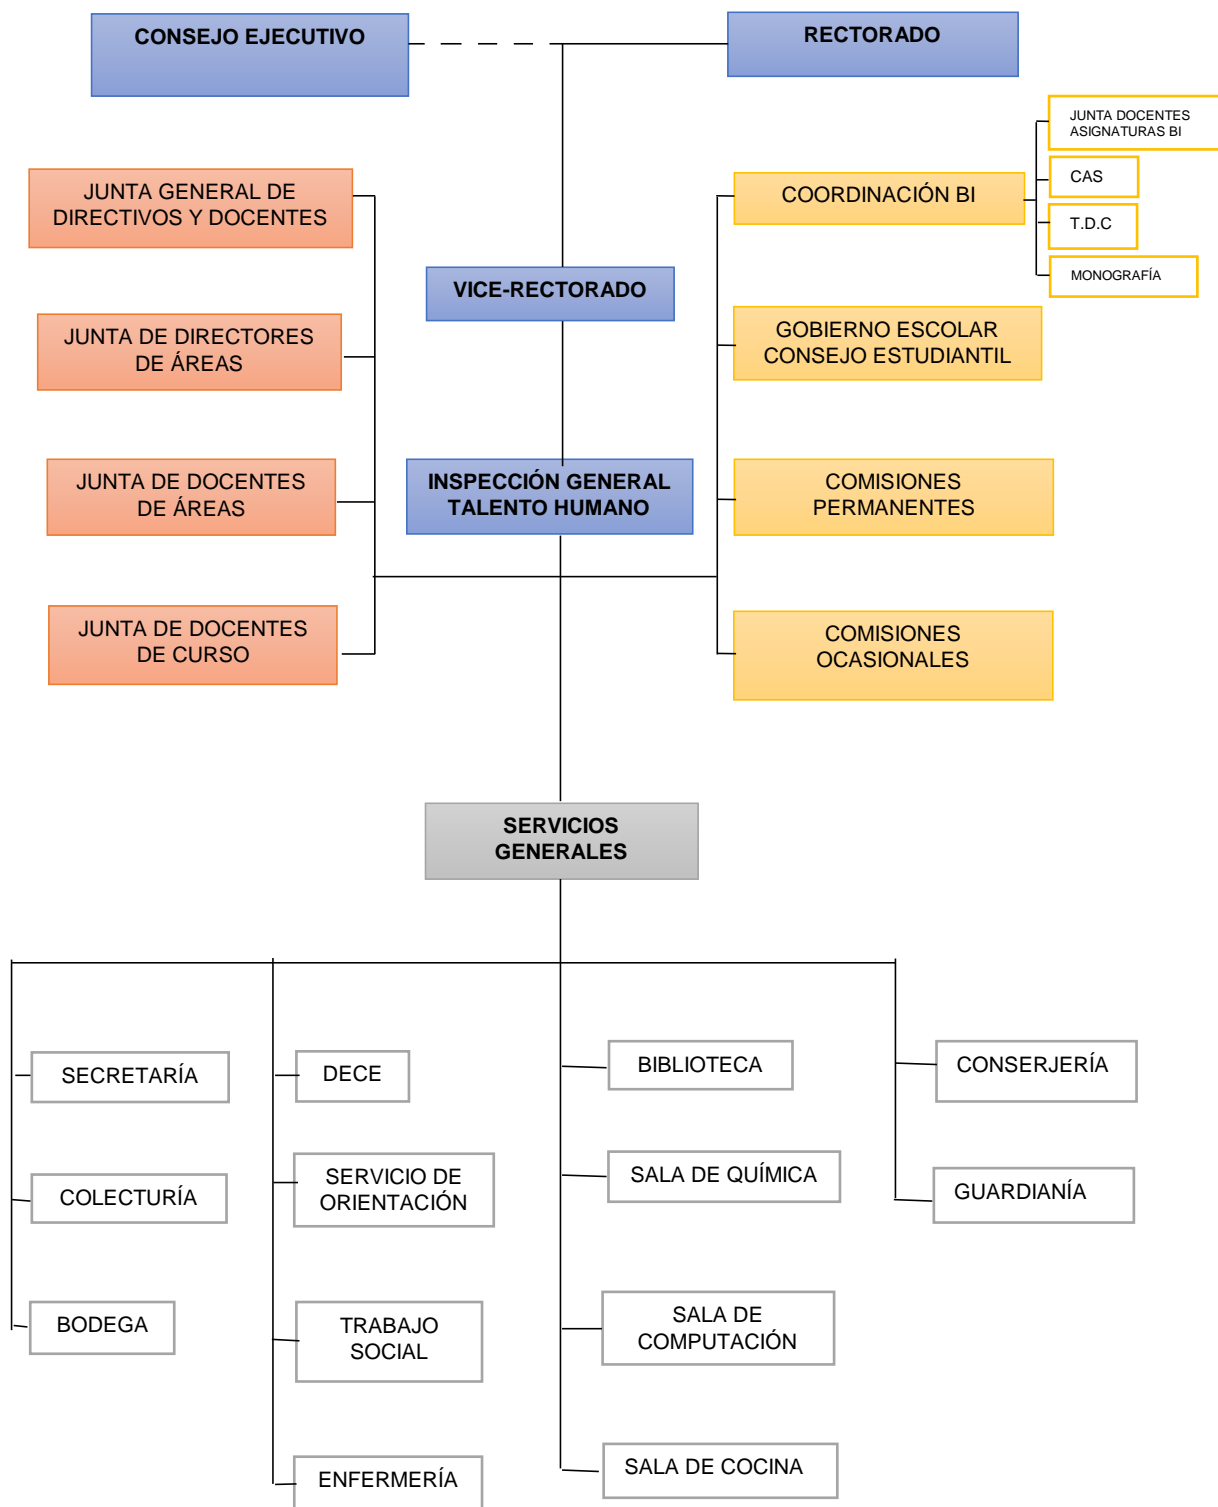 CONSEJO EJECUTIVO
RECTORADO
JUNTA DOCENTES
ASIGNATURAS BI
CAS
T.D.C
MONOGRAFÍA
JUNTA GENERAL DE
DIRECTIVOS Y DOCENTES
COORDINACIÓN BI
VICE-RECTORADO
JUNTA DE DIRECTORES
DE ÁREAS
GOBIERNO ESCOLAR
CONSEJO ESTUDIANTIL
JUNTA DE DOCENTES
DE ÁREAS
INSPECCIÓN GENERAL
TALENTO HUMANO
COMISIONES
PERMANENTES
JUNTA DE DOCENTES
DE CURSO
COMISIONES
OCASIONALES
SERVICIOS
GENERALES
SECRETARÍA
DECE
BIBLIOTECA
CONSERJERÍA
COLECTURÍA
SERVICIO DE
ORIENTACIÓN
SALA DE QUÍMICA
GUARDIANÍA
BODEGA
TRABAJO
SOCIAL
SALA DE
COMPUTACIÓN
ENFERMERÍA
SALA DE COCINA